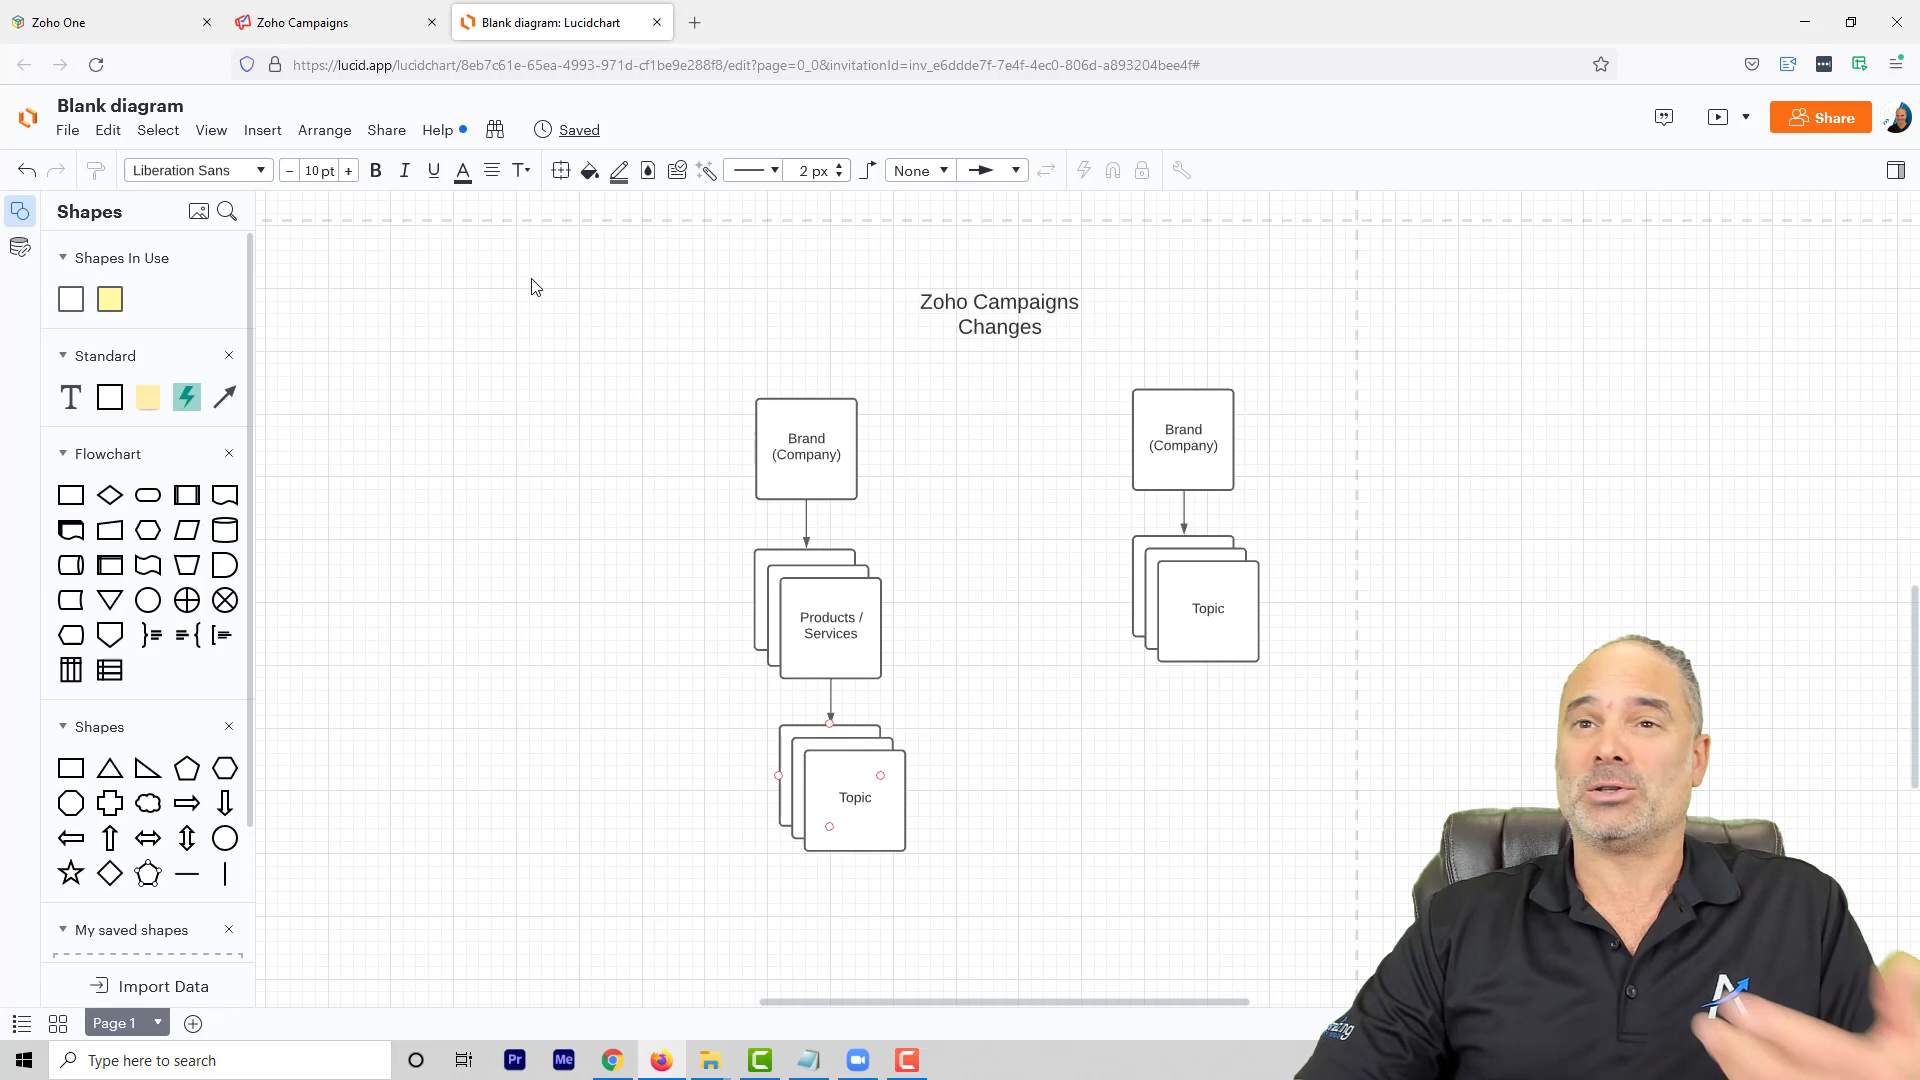 Zoho One
Zoho Campaigns
Blank diagram: Lucidchart
https://lucid.app/lucidchart/8eb7c61e-65ea-4993-971d-cf1be9e288f8/edit?page=0_0&invitationId=inv_e6ddde7f-7e4f-4ec0-806d-a893204bee4f#
Blank diagram
File Edit Select View Insert Arrange Share Help
Saved
Share
Liberation Sans
10 pt
B I U A T
2 px
None
Shapes
Shapes In Use
Standard
T
Flowchart
Shapes
My saved shapes
Import Data
Page 1
Zoho Campaigns
Changes
Brand
(Company)
Products /
Services
Topic
Brand
(Company)
Topic
Type here to search
Pr
Me